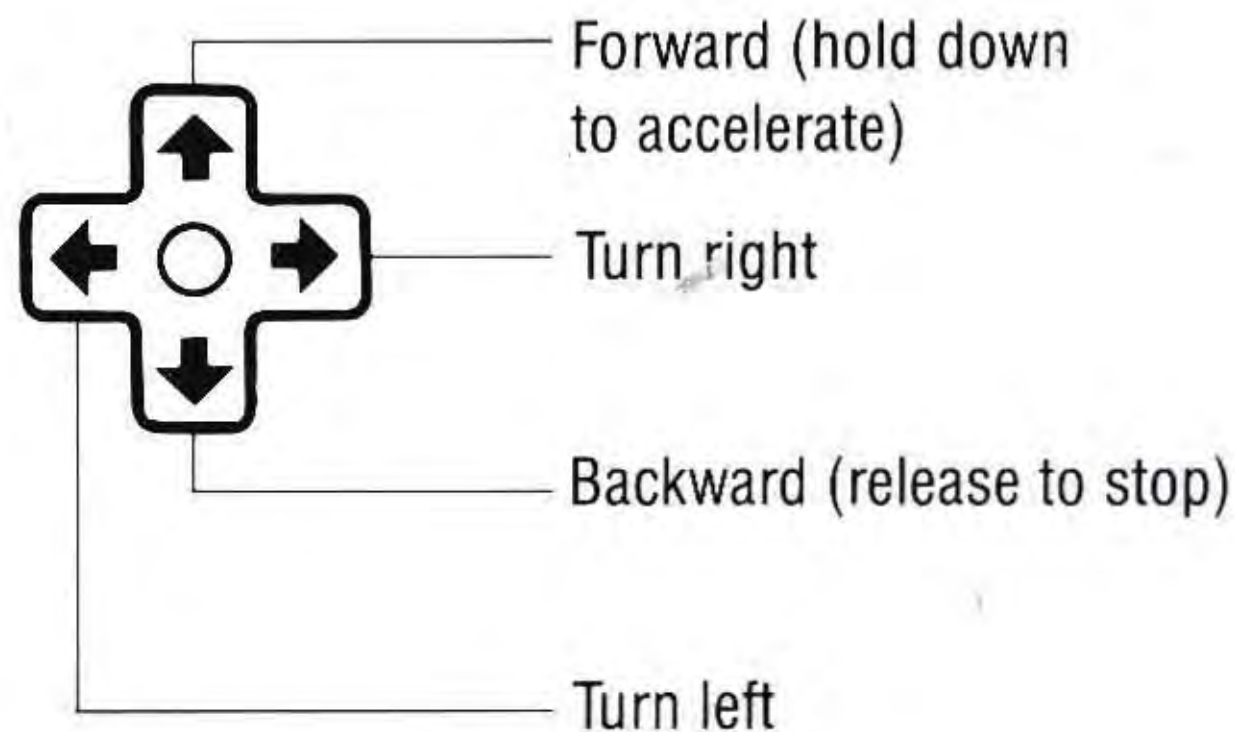 Forward (hold down
to accelerate)
Turn right
Backward (release to stop)
Turn left